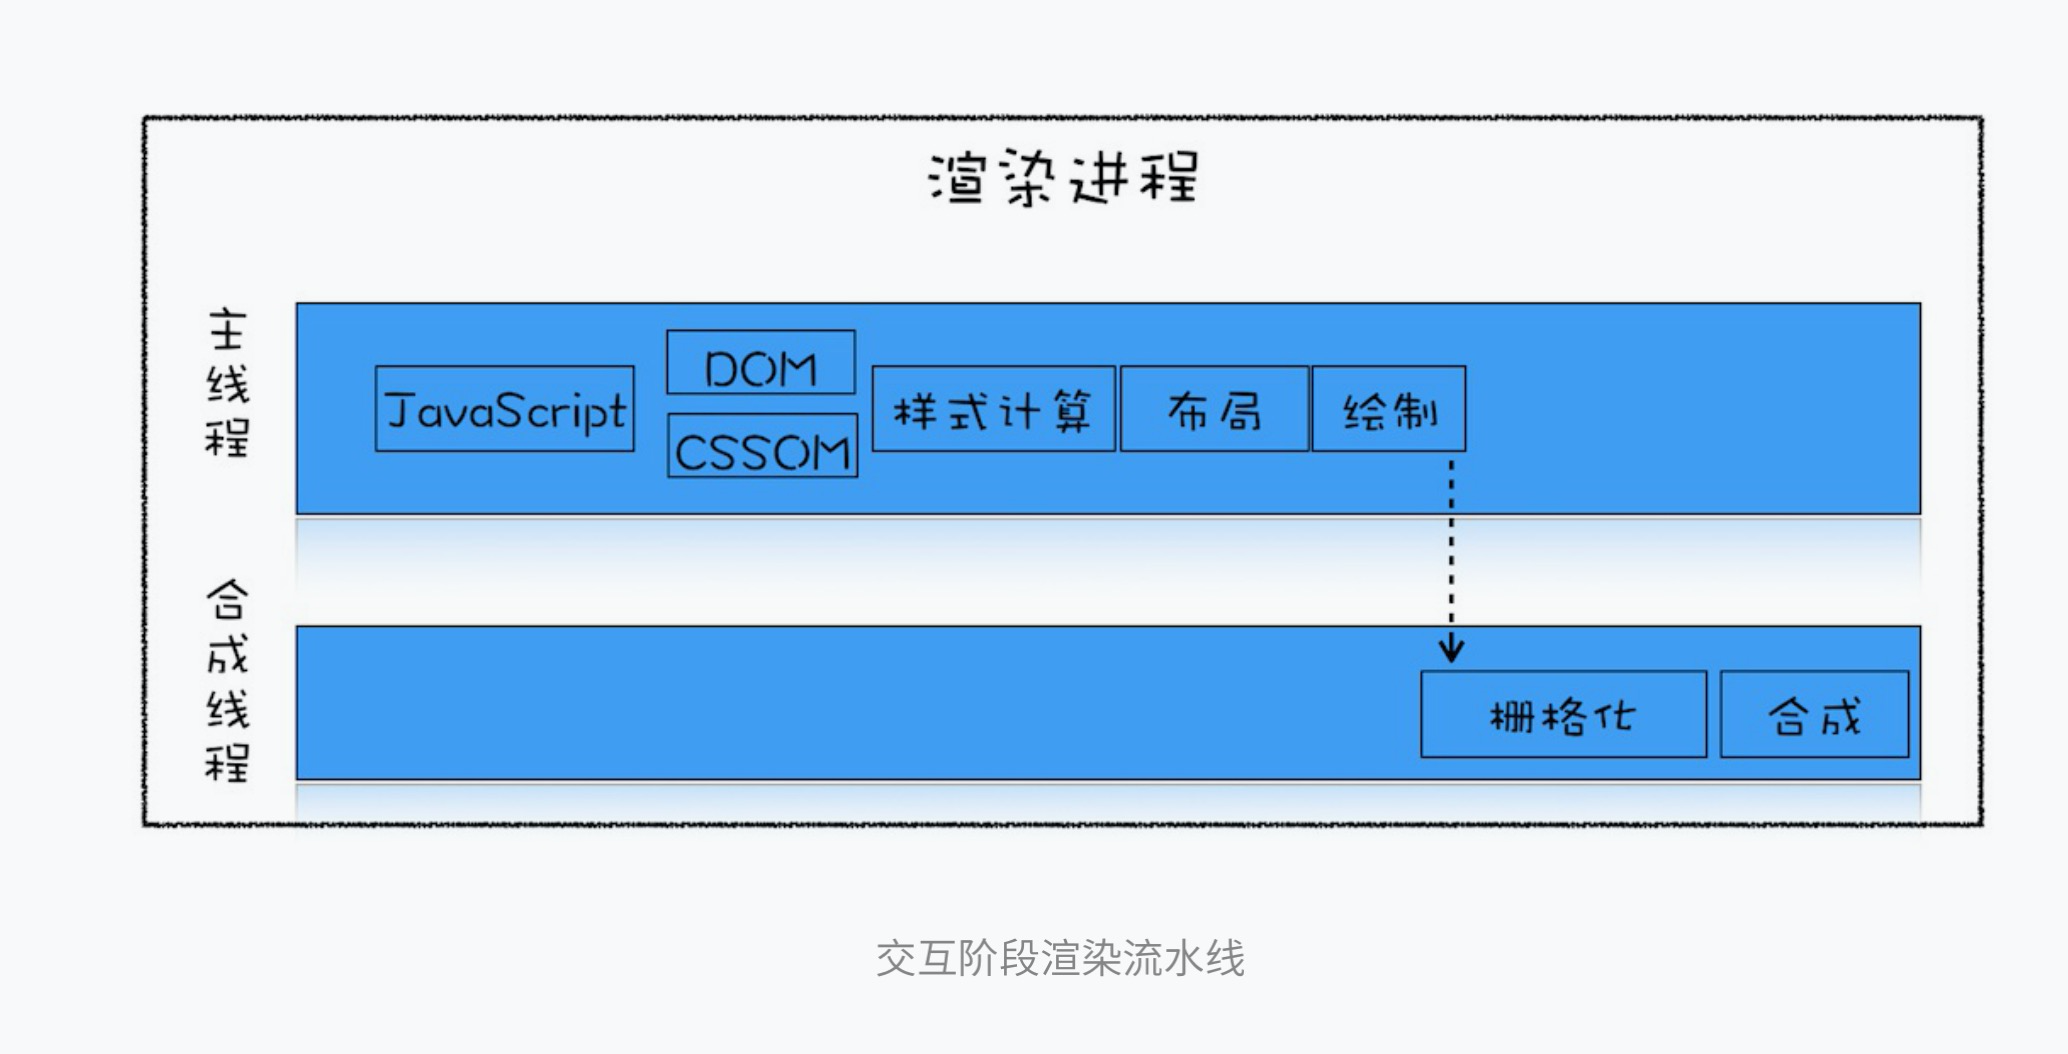 渲染进程
主线程
JavaScript
DOM
CSSOM
样式计算
布局
绘制
合成线程
栅格化
合成
交互阶段渲染流水线